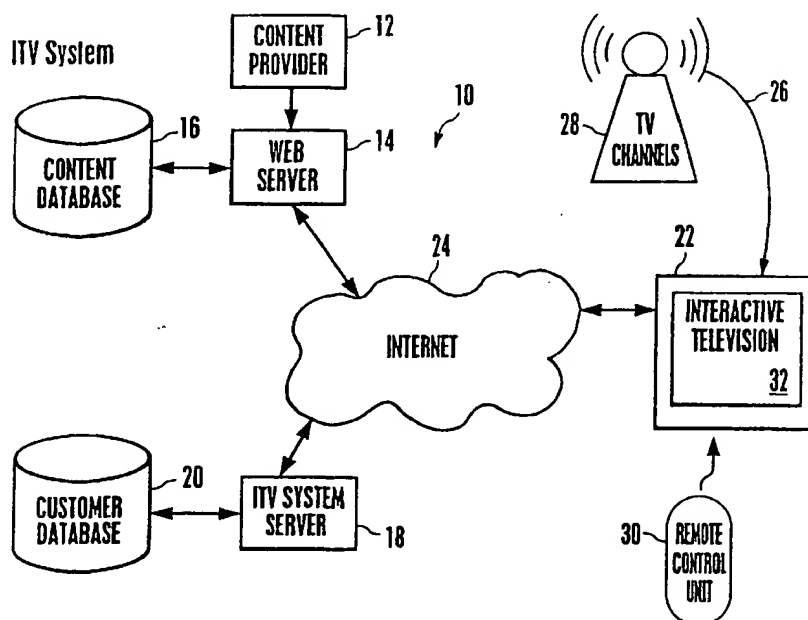 ITV System
CONTENT
PROVIDER
12
10
16
CONTENT
DATABASE
WEB
SERVER
14
28
TV
CHANNELS
26
24
INTERNET
22
INTERACTIVE
TELEVISION
32
20
CUSTOMER
DATABASE
ITV SYSTEM
SERVER
18
30
REMOTE
CONTROL
UNIT